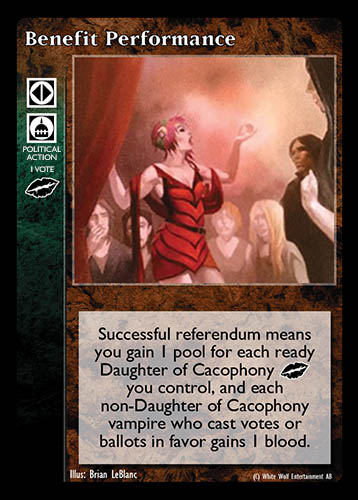 Benefit Performance
POLITICAL
ACTION
1 VOTE
Successful referendum means
you gain 1 pool for each ready
Daughter of Cacophony
you control, and each
non-Daughter of Cacophony
vampire who cast votes or
ballots in favor gains 1 blood.
Illus: Brian LeBlanc
(C) White Wolf Entertainment AB